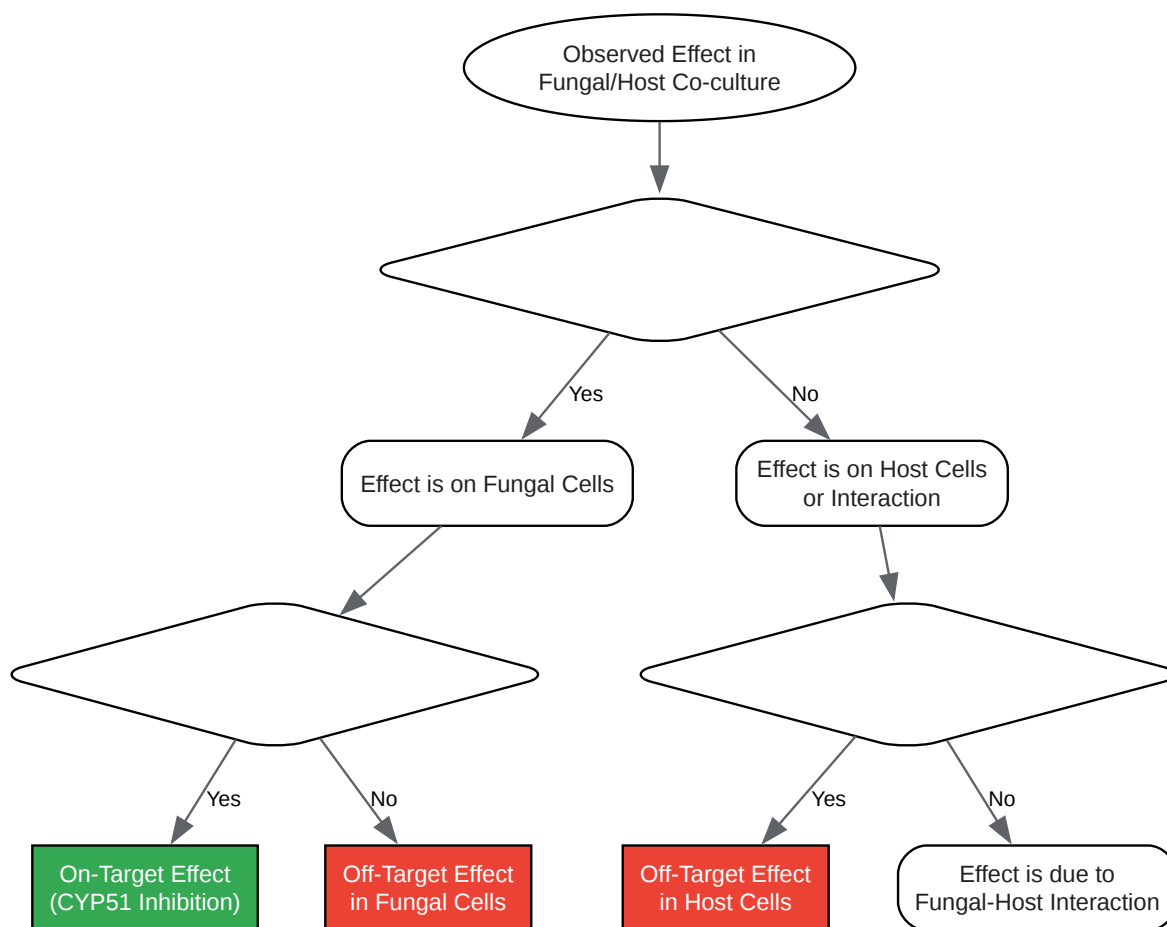 Observed Effect in
Fungal/Host Co-culture
Yes
No
Effect is on Fungal Cells
Effect is on Host Cells
or Interaction
Yes
No
Yes
No
On-Target Effect
(CYP51 Inhibition)
Off-Target Effect
in Fungal Cells
Off-Target Effect
in Host Cells
Effect is due to
Fungal-Host Interaction